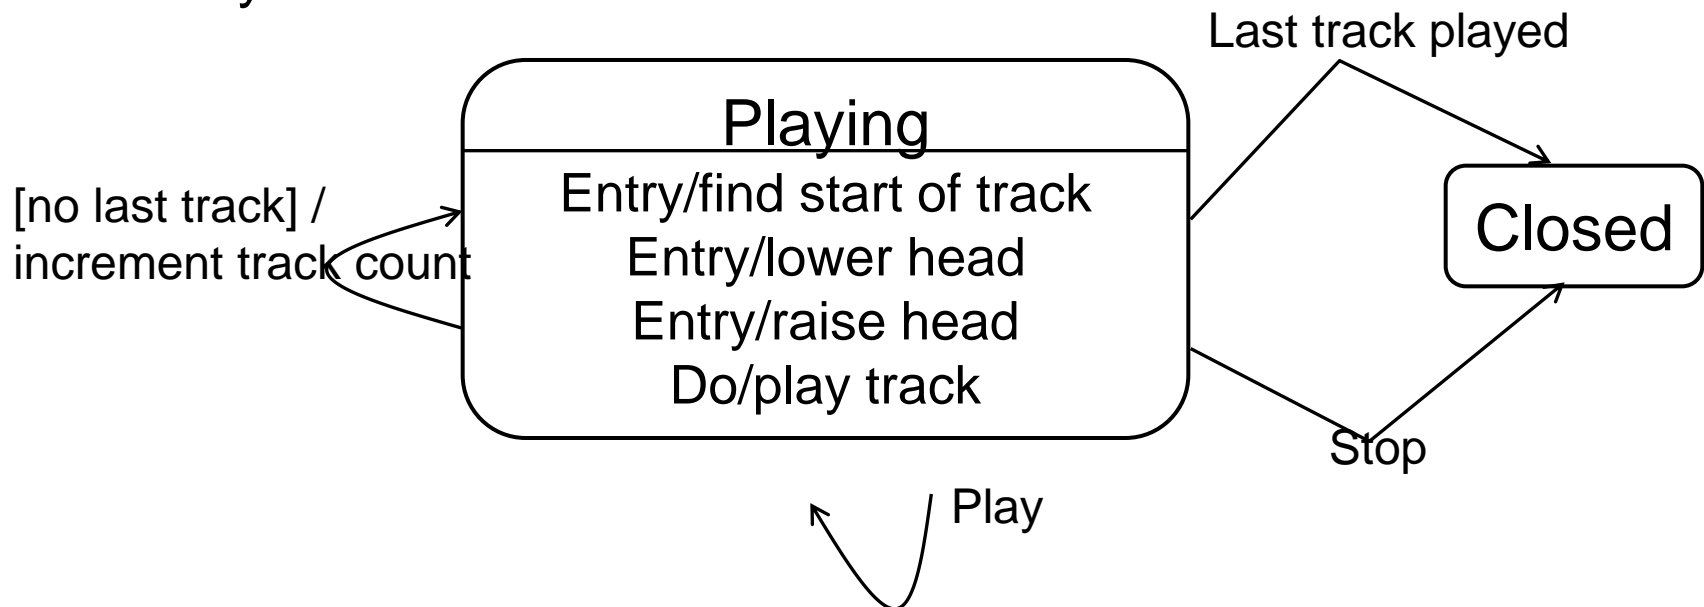 Last track played
Playing
[no last track] /
increment track count
Entry/find start of track
Entry/lower head
Entry/raise head
Do/play track
Closed
Stop
Play